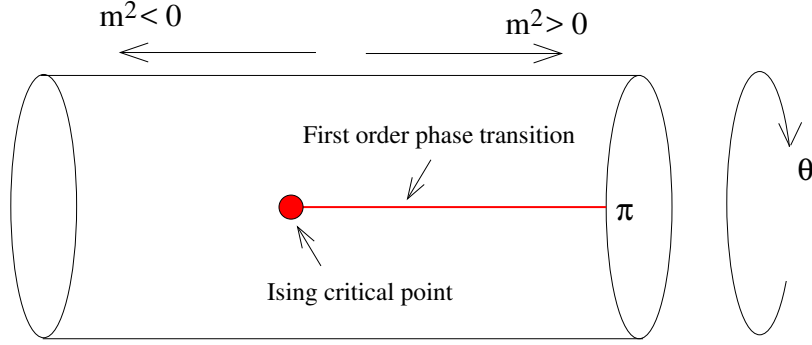 m² < 0
m² > 0
First order phase transition
θ
π
Ising critical point